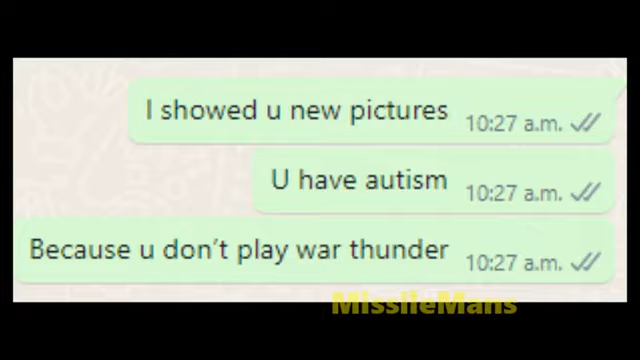 I showed u new pictures 10:27 a.m.
U have autism 10:27 a.m.
Because u don't play war thunder 10:27 a.m.
MissileMans